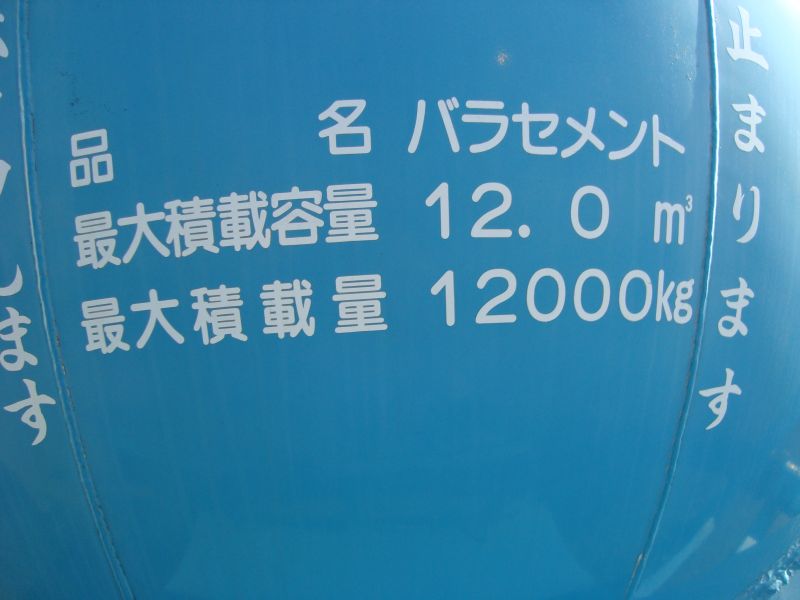 品名 バラセメント
最大積載容量 12.0 m³
最大積載量 12000kg
止まります
します